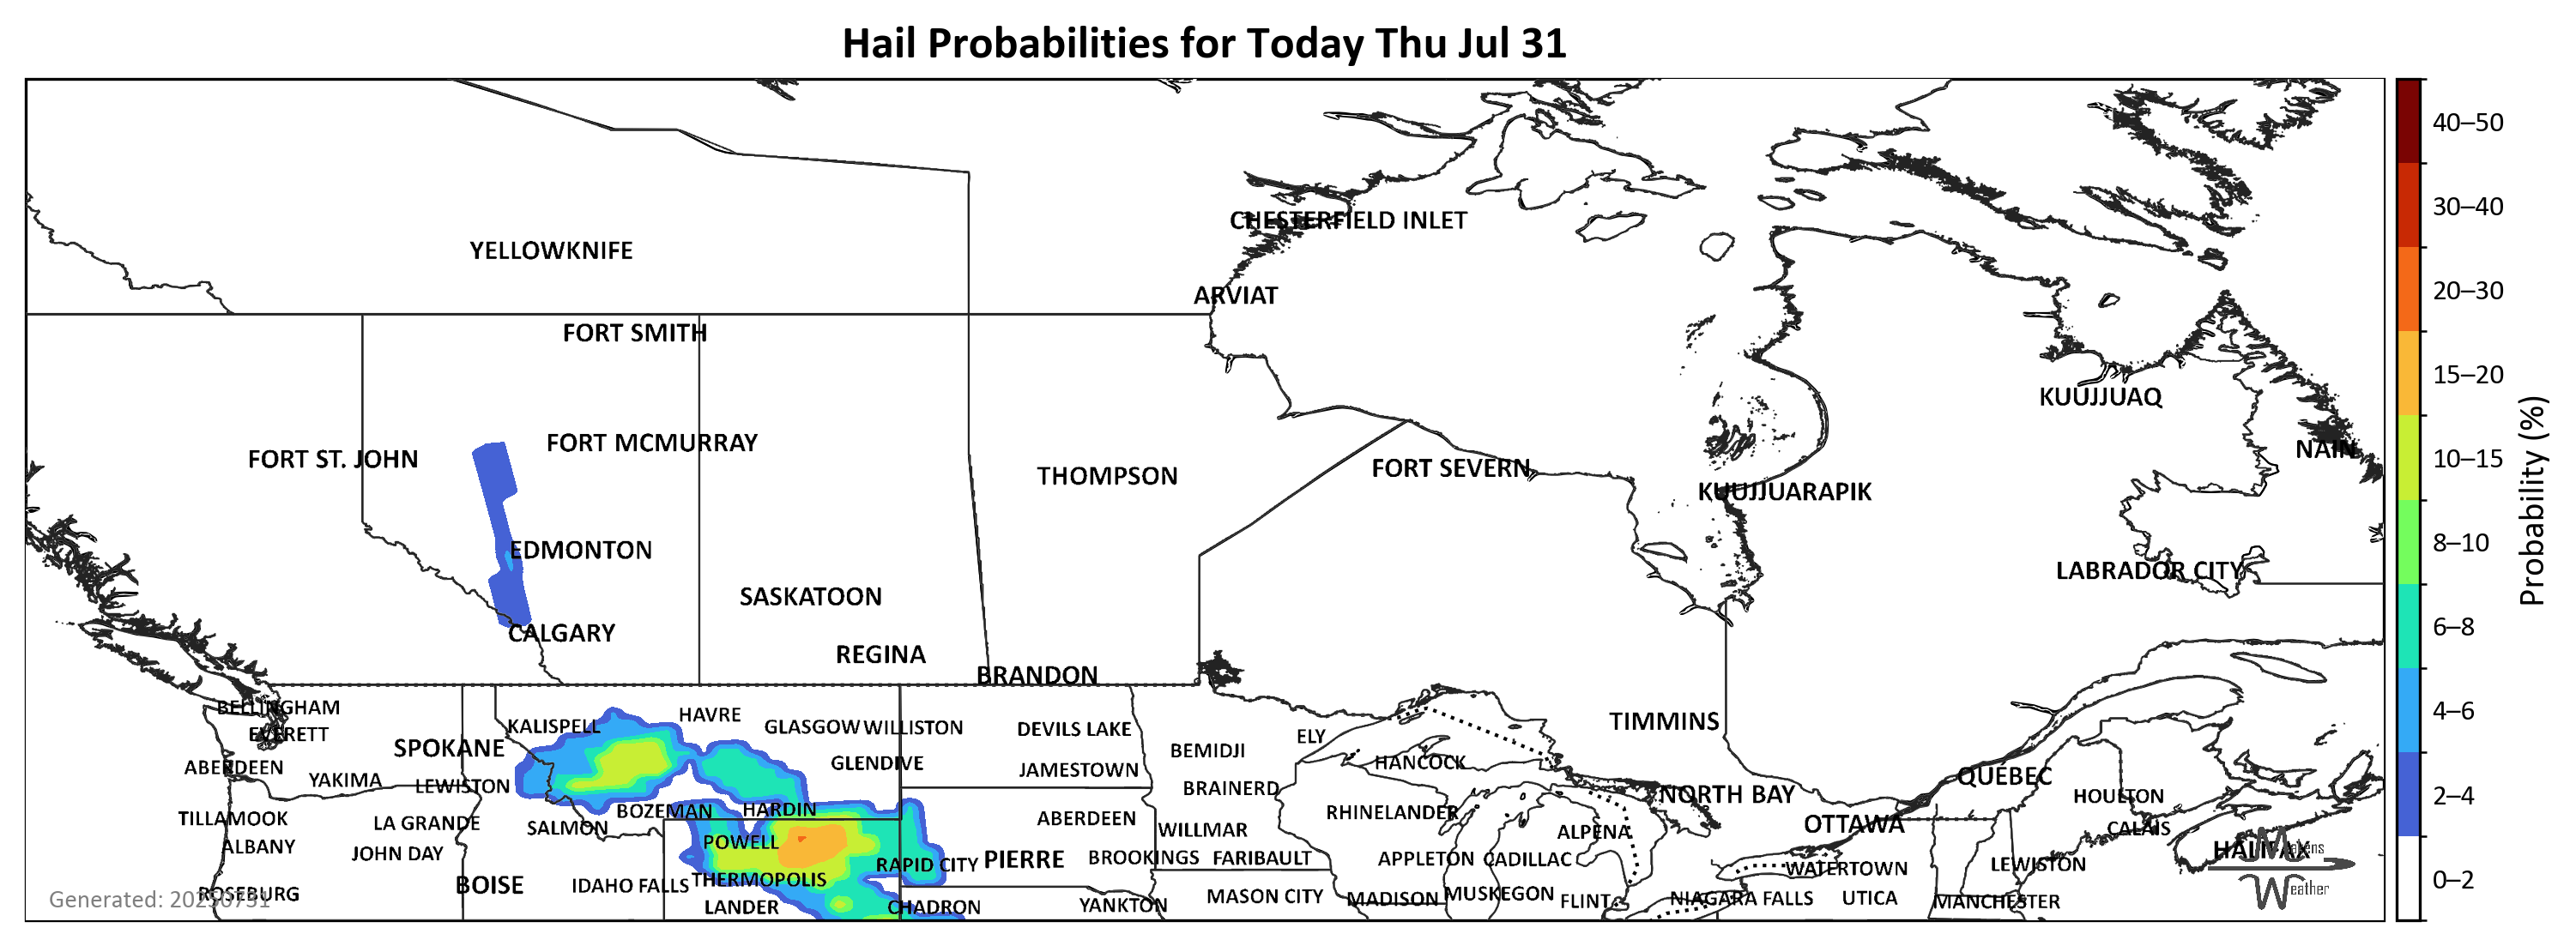 Hail Probabilities for Today Thu Jul 31
40–50
30–40
20–30
15–20
10–15
8–10
6–8
4–6
2–4
0–2
Probability (%)
CHESTERFIELD INLET
YELLOWKNIFE
ARVIAT
FORT SMITH
KUUJJUAQ
FORT MCMURRAY
NAIN
FORT ST. JOHN
FORT SEVERN
THOMPSON
KUUJJUARAPIK
EDMONTON
LABRADOR CITY
SASKATOON
CALGARY
REGINA
BRANDON
BELLINGHAM
KALISPELL
HAVRE
TIMMINS
GLASGOW
WILLISTON
DEVILS LAKE
EVERETT
ELY
SPOKANE
BEMIDJI
HANCOCK
GLENDIVE
ABERDEEN
JAMESTOWN
QUÉBEC
YAKIMA
LEWISTON
BRAINERD
NORTH BAY
HOULTON
BOZEMAN
HARDIN
RHINELANDER
TILLAMOOK
LA GRANDE
SALMON
ABERDEEN
WILLMAR
ALPENA
OTTAWA
CALAIS
ALBANY
JOHN DAY
POWELL
HALIFAX
RAPID CITY
PIERRE
BROOKINGS
FARIBAULT
APPLETON
CADILLAC
WATERTOWN
LEWISTON
BOISE
IDAHO FALLS
THERMOPOLIS
ROSEBURG
LANDER
CHADRON
YANKTON
MASON CITY
MADISON
MUSKEGON
FLINT
NIAGARA FALLS
UTICA
MANCHESTER
Generated: 20250731
Weather